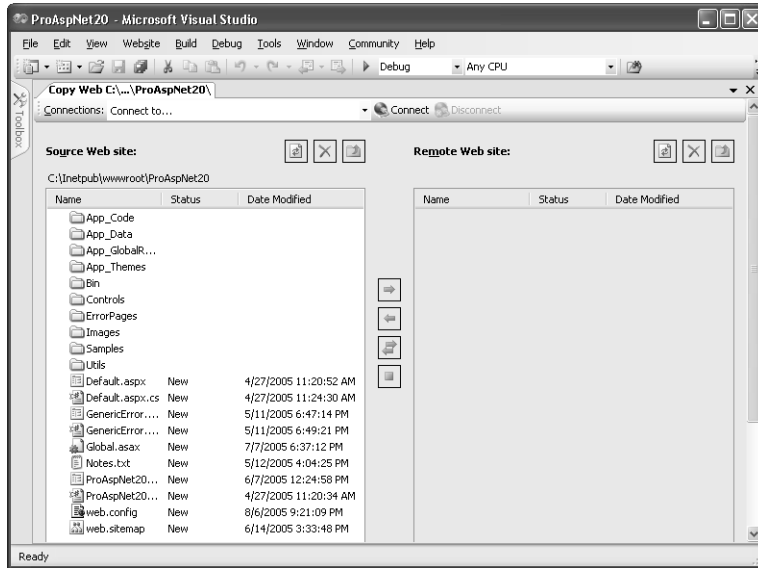 ProAspNet20 - Microsoft Visual Studio
File Edit View Website Build Debug Tools Window Community Help
Debug Any CPU
Toolbox
Copy Web C:\...\ProAspNet20\
Connections: Connect to... Connect Disconnect
Source Web site: Remote Web site:
C:\Inetpub\wwwroot\ProAspNet20
Name Status Date Modified Name Status Date Modified
App_Code
App_Data
App_GlobalR...
App_Themes
Bin
Controls
ErrorPages
Images
Samples
Utils
Default.aspx New 4/27/2005 11:20:52 AM
Default.aspx.cs New 4/27/2005 11:24:30 AM
GenericError.... New 5/11/2005 6:47:14 PM
GenericError.... New 5/11/2005 6:49:21 PM
Global.asax New 7/7/2005 6:37:12 PM
Notes.txt New 5/12/2005 4:04:25 PM
ProAspNet20... New 6/7/2005 12:24:58 PM
ProAspNet20... New 4/27/2005 11:20:34 AM
web.config New 8/6/2005 9:21:09 PM
web.sitemap New 6/14/2005 3:33:48 PM
Ready